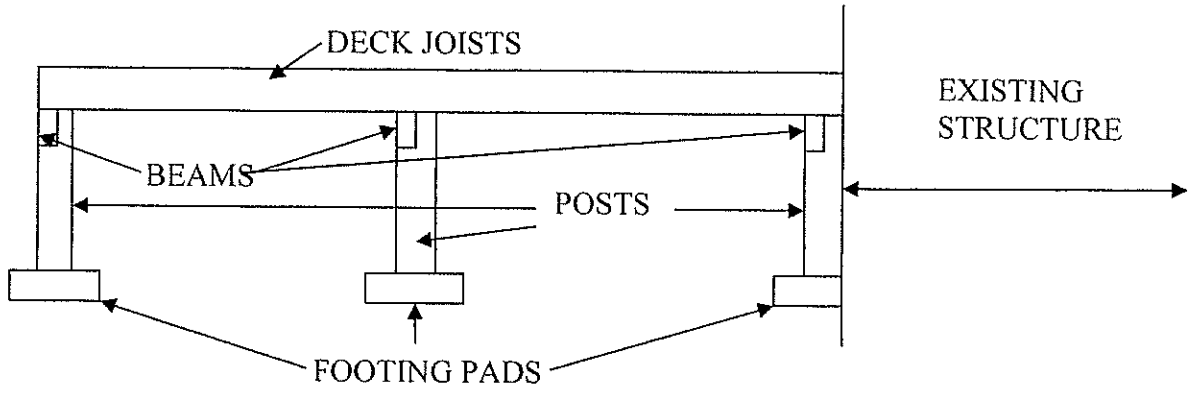 DECK JOISTS
EXISTING
STRUCTURE
BEAMS
POSTS
FOOTING PADS